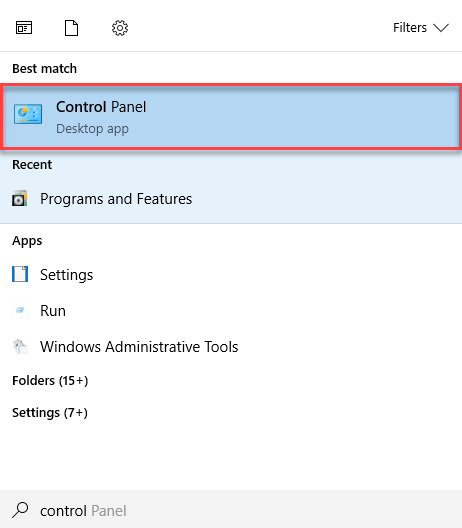 Filters
Best match
Control Panel
Desktop app
Recent
Programs and Features
Apps
Settings
Run
Windows Administrative Tools
Folders (15+)
Settings (7+)
control Panel